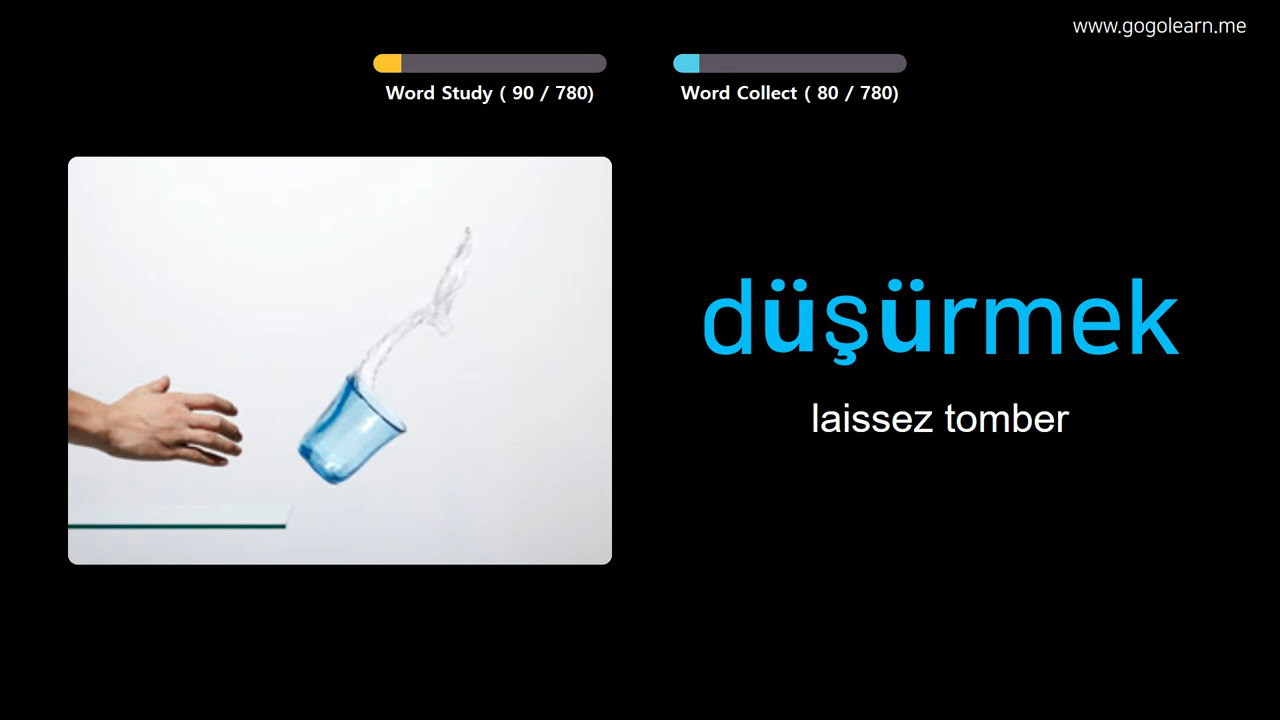 www.gogolearn.me
Word Study ( 90 / 780)
Word Collect ( 80 / 780)
düşürmek
laissez tomber